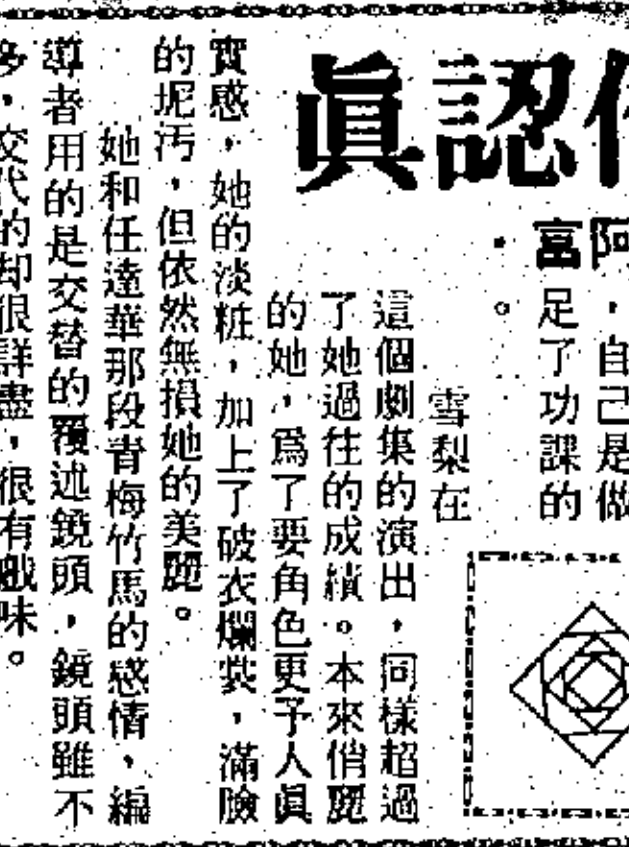 認眞
阿富
，自己是做
足了功課的
。
雪梨在
這個劇集的演出，同樣超過
了她過往的成績。本來俏麗
的她，爲了要角色更予人眞
實感，她的淡粧，加上了破衣爛裝，滿臉
的坭污，但依然無損她的美麗。
她和任達華那段青梅竹馬的感情，編
導者用的是交替的覆述鏡頭，鏡頭雖不
多，交代的却很詳盡，很有戲味。